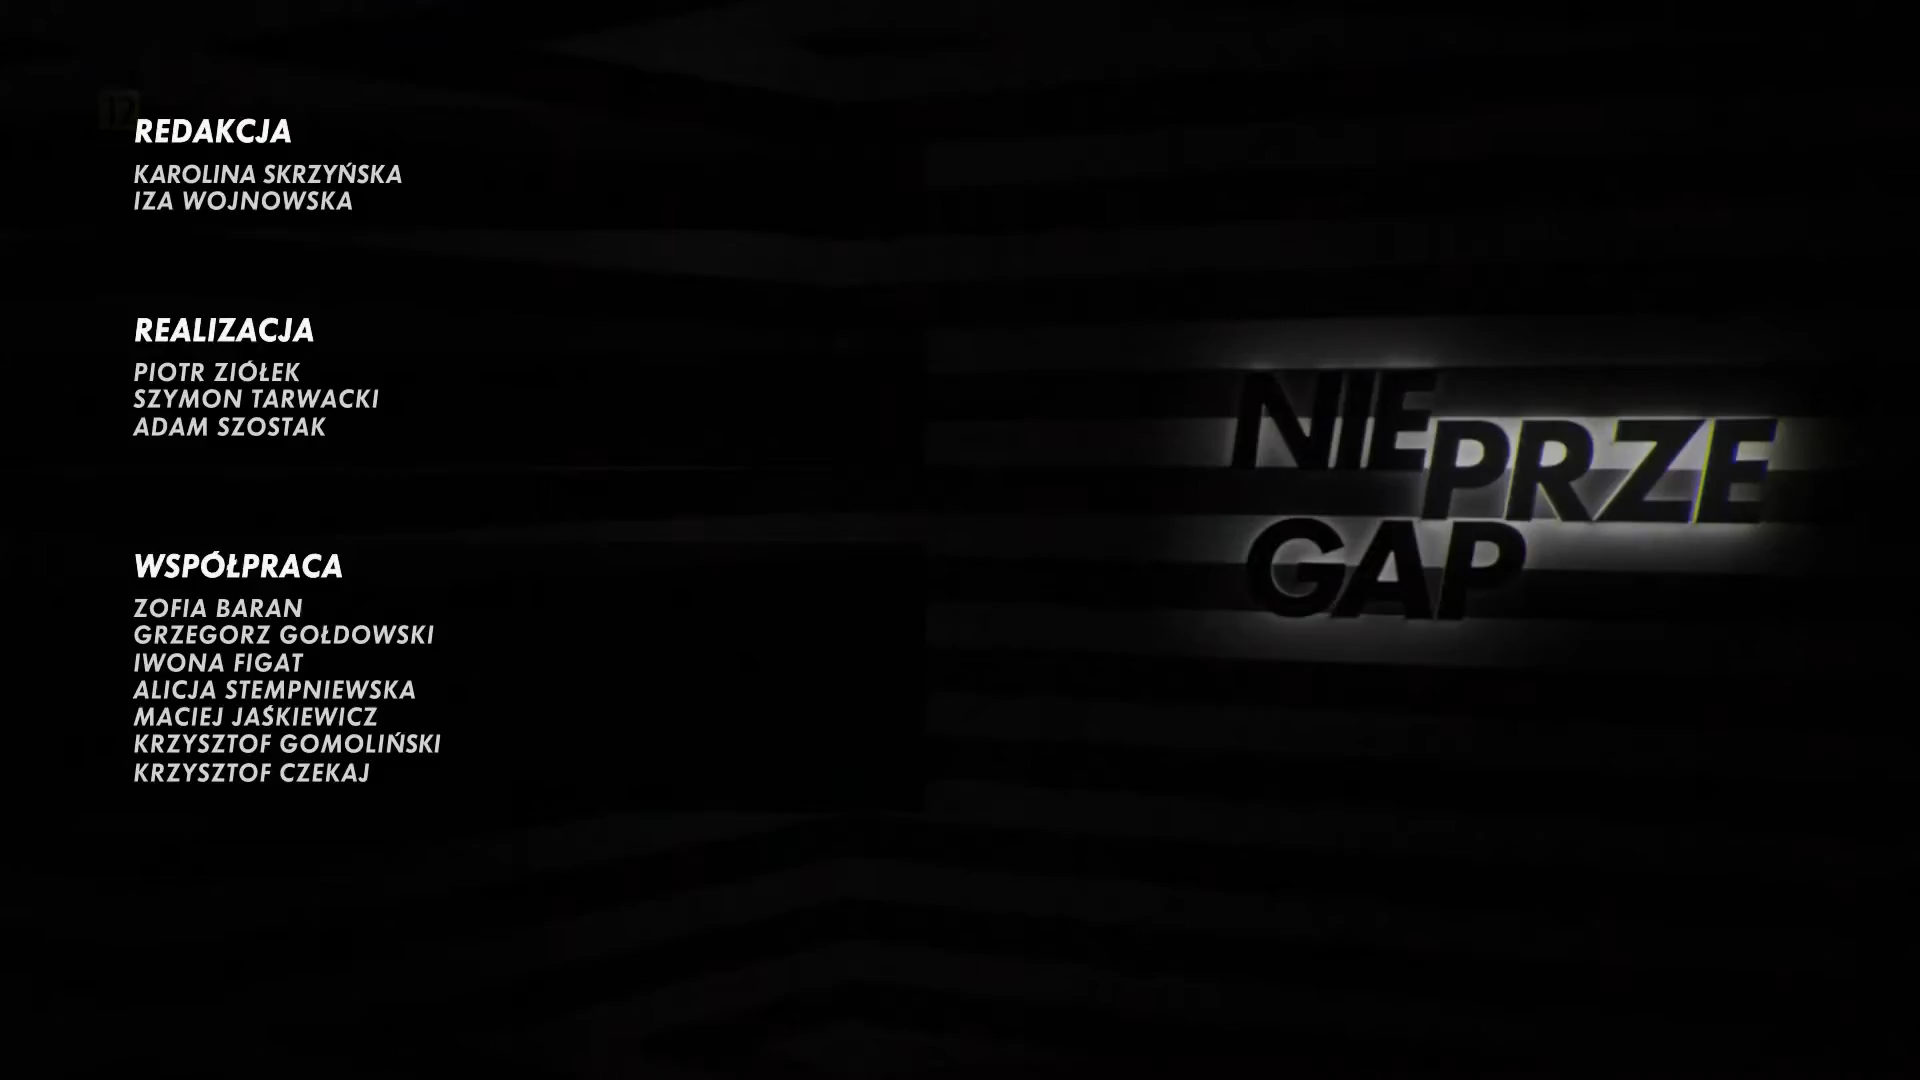 12
REDAKCJA
KAROLINA SKRZYŃSKA
IZA WOJNOWSKA
REALIZACJA
PIOTR ZIÓŁEK
SZYMON TARWACKI
ADAM SZOSTAK
WSPÓŁPRACA
ZOFIA BARAN
GRZEGORZ GOŁDOWSKI
IWONA FIGAT
ALICJA STEMPNIEWSKA
MACIEJ JAŚKIEWICZ
KRZYSZTOF GOMOLIŃSKI
KRZYSZTOF CZEKAJ
NIE
PRZE
GAP